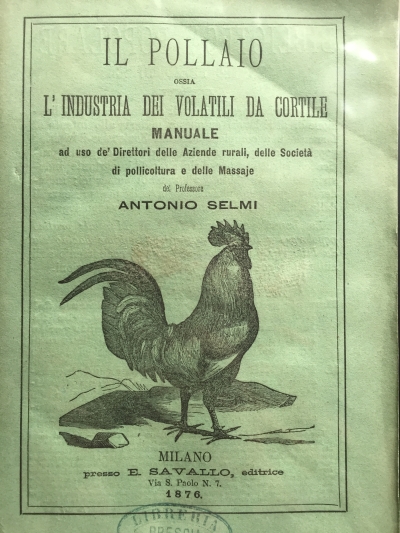 IL POLLAIO
OSSIA
L'INDUSTRIA DEI VOLATILI DA CORTILE
MANUALE
ad uso de' Direttori delle Aziende rurali, delle Società
di pollicoltura e delle Massaje
del Professore
ANTONIO SELMI
MILANO
presso E. SAVALLO, editrice
Via S. Paolo N. 7.
1876.
LIBRERIA